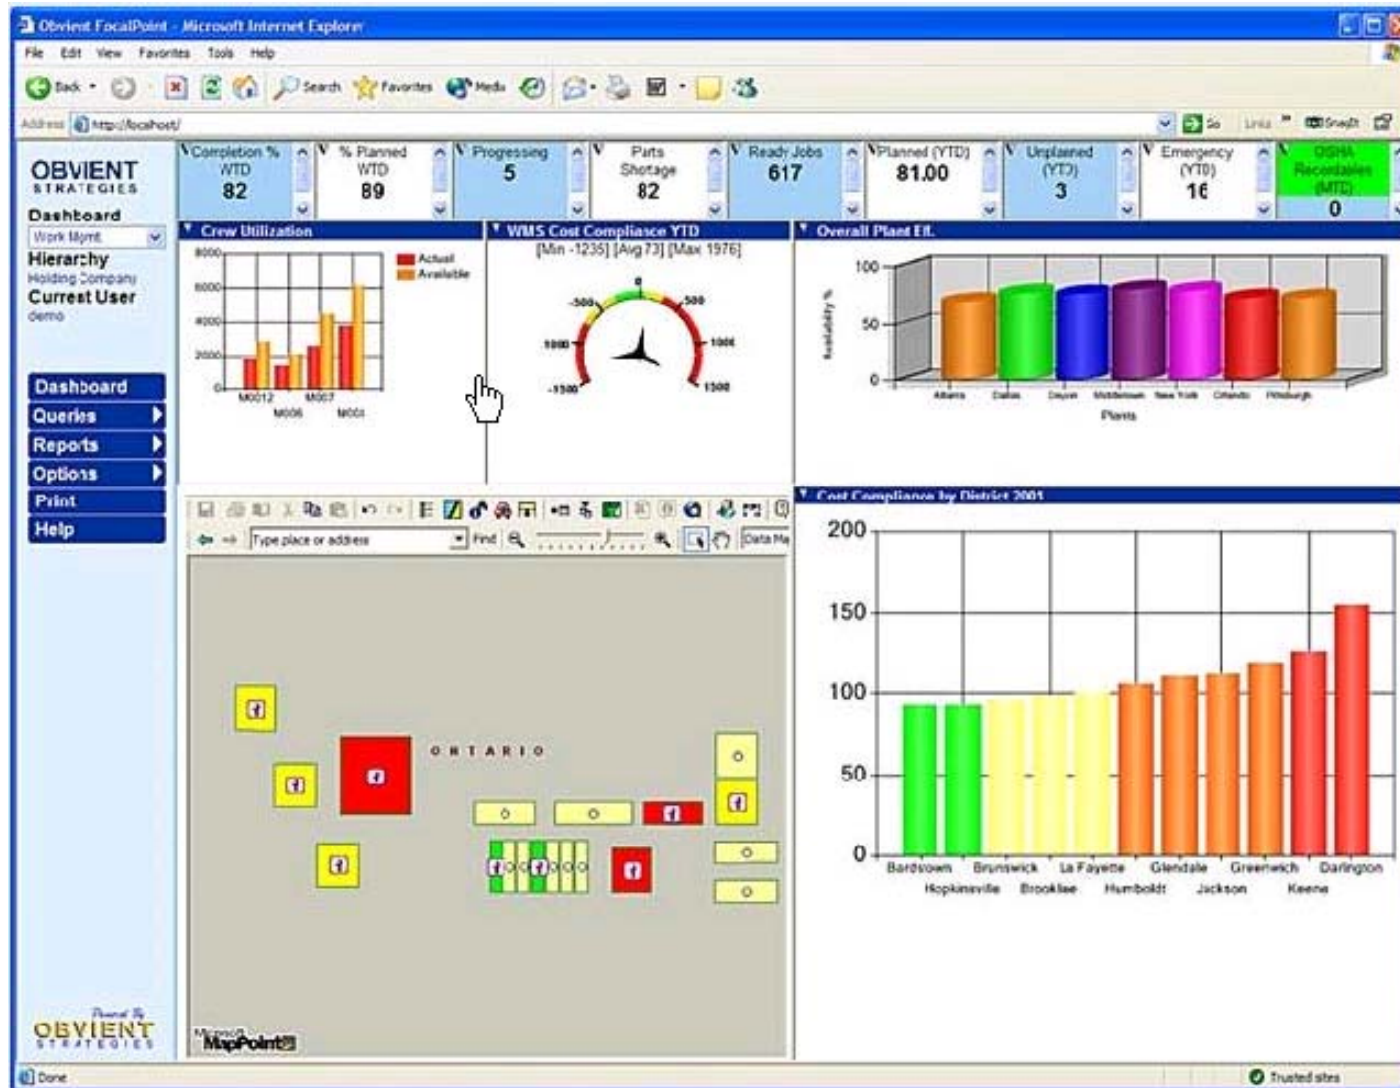 Obvient FocalPoint - Microsoft Internet Explorer
File Edit View Favorites Tools Help
Back Search Favorites Media
Address http://localhost/ Go Links SnagIt
OBVIENT
STRATEGIES
Dashboard
Work Mgmt.
Hierarchy
Holding Company
Current User
demo
Dashboard
Queries
Reports
Options
Print
Help
Powered By
OBVIENT
STRATEGIES
Completion %
WTD
82
% Planned
WTD
89
Progressing
5
Parts
Shortage
82
Ready Jobs
617
Planned (YTD)
81.00
Unplanned
(YTD)
3
Emergency
(YTD)
16
OSHA
Recordables
(MTD)
0
Crew Utilization
8000
6000
4000
2000
0
Actual
Available
M0012 M007
M006
WMS Cost Compliance YTD
[Min -1235] [Avg 73] [Max 1976]
0
-500 500
1000 1000
-1500 1500
Overall Plant Eff.
Availability %
100
50
0
Atlanta Dallas Middletown New York Orlando Pittsburgh
Plants
Type place or address Find Data Ma
ONTARIO
Microsoft
MapPoint
Cost Compliance by District 2001
200
150
100
50
0
Bardstown Brunswick La Fayette Glendale Greenwich Darlington
Hopkinsville Brooklee Humboldt Jackson Keene
Done Trusted sites